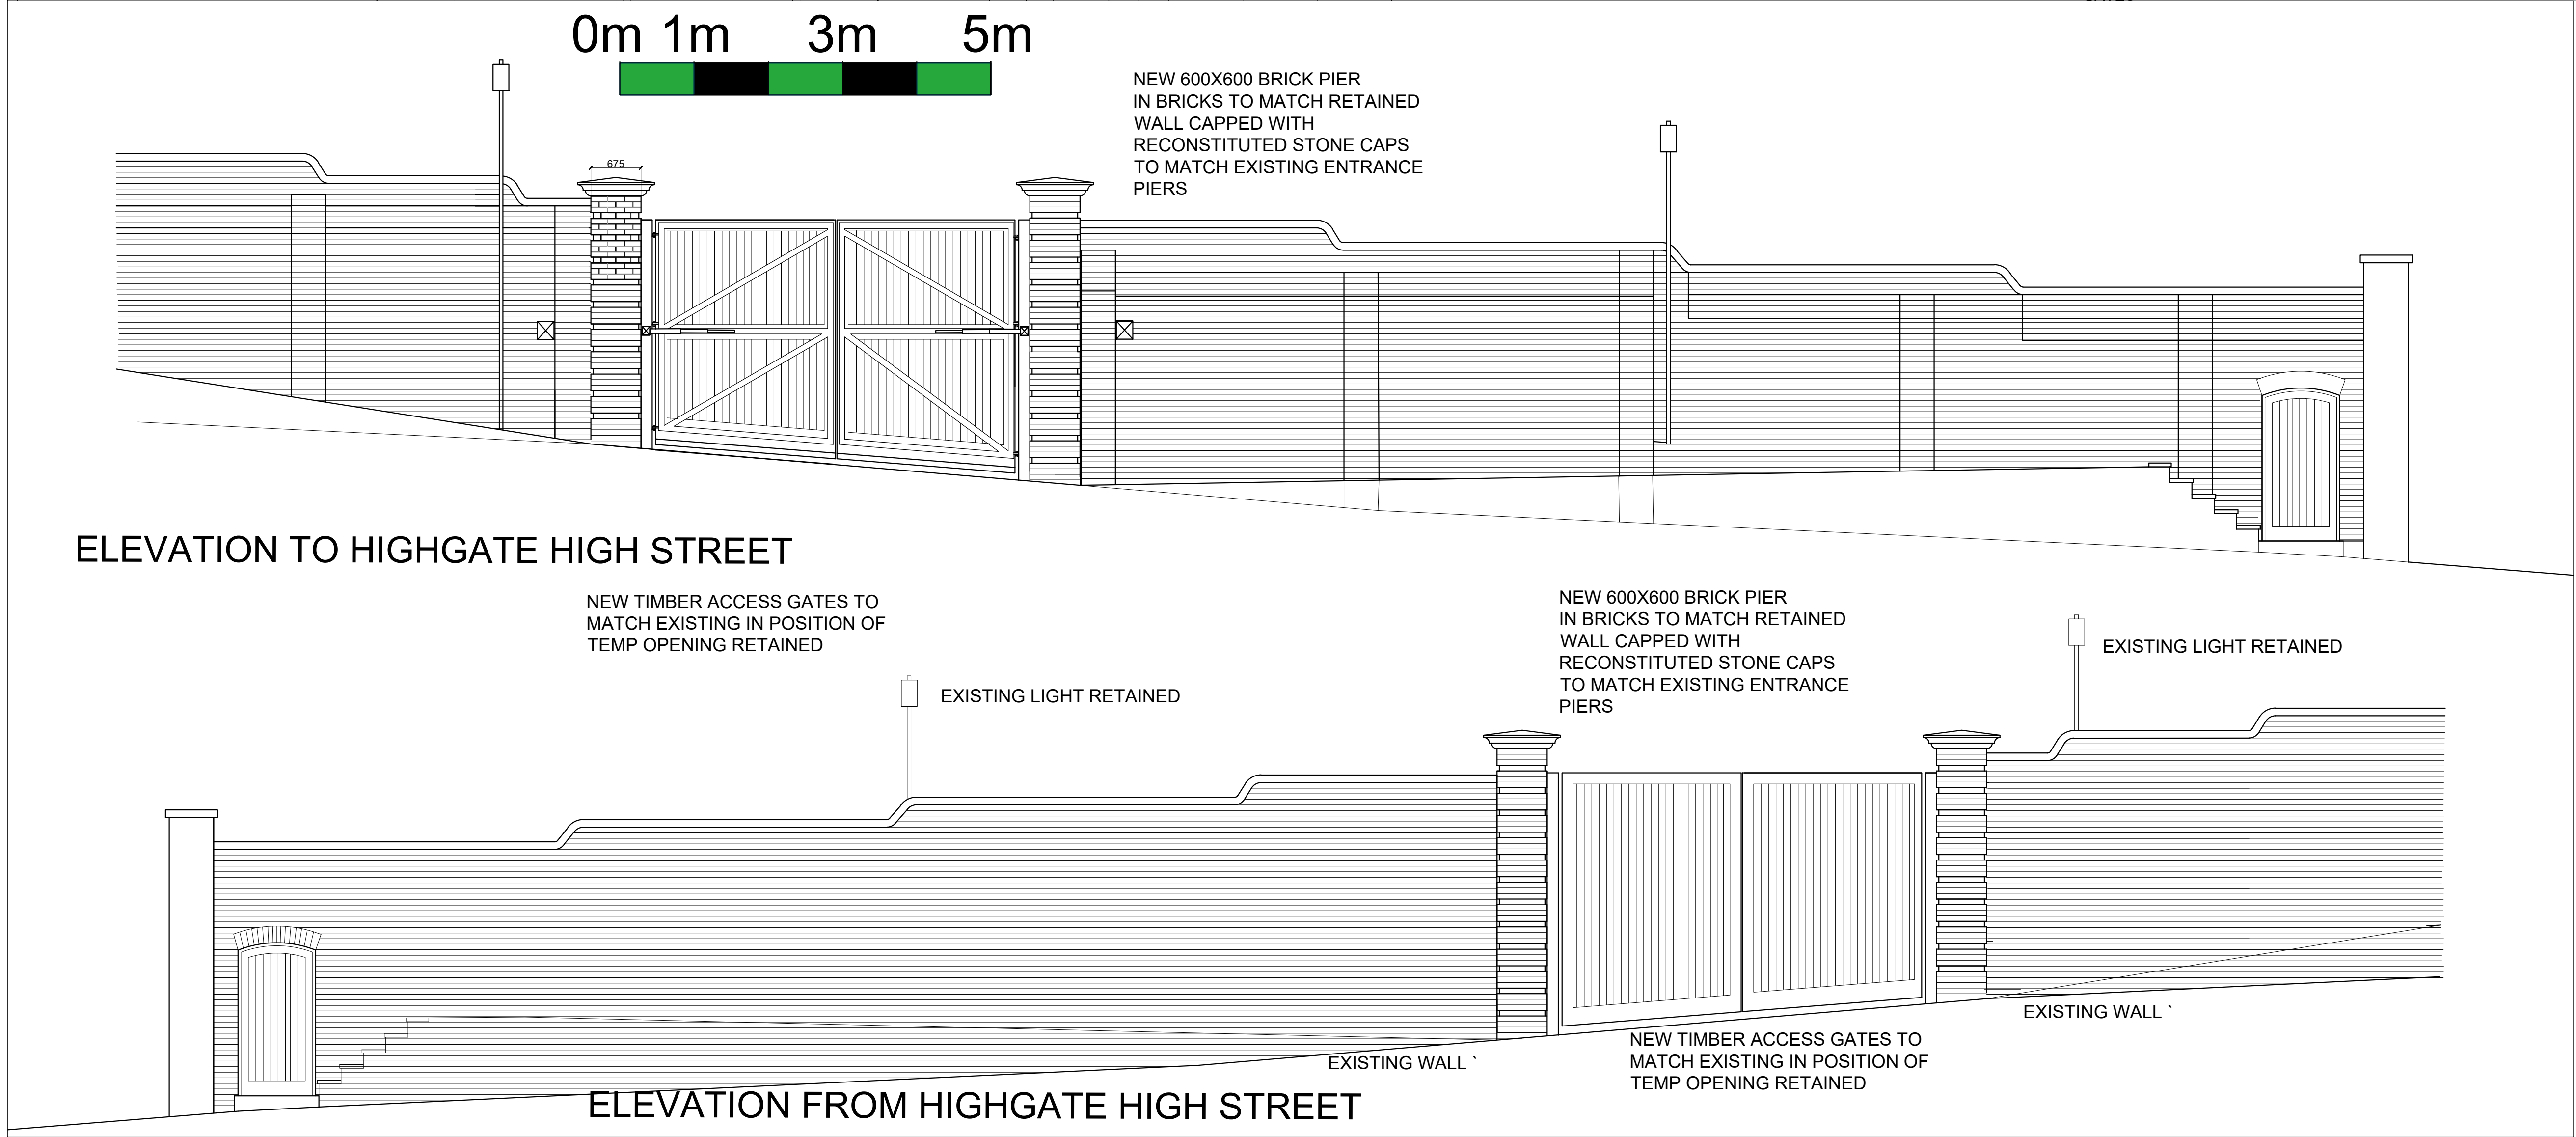 0m 1m 3m 5m
NEW 600X600 BRICK PIER
IN BRICKS TO MATCH RETAINED
WALL CAPPED WITH
RECONSTITUTED STONE CAPS
TO MATCH EXISTING ENTRANCE
PIERS
675
ELEVATION TO HIGHGATE HIGH STREET
NEW TIMBER ACCESS GATES TO
MATCH EXISTING IN POSITION OF
TEMP OPENING RETAINED
NEW 600X600 BRICK PIER
IN BRICKS TO MATCH RETAINED
WALL CAPPED WITH
RECONSTITUTED STONE CAPS
TO MATCH EXISTING ENTRANCE
PIERS
EXISTING LIGHT RETAINED
EXISTING LIGHT RETAINED
EXISTING WALL `
EXISTING WALL `
NEW TIMBER ACCESS GATES TO
MATCH EXISTING IN POSITION OF
TEMP OPENING RETAINED
ELEVATION FROM HIGHGATE HIGH STREET